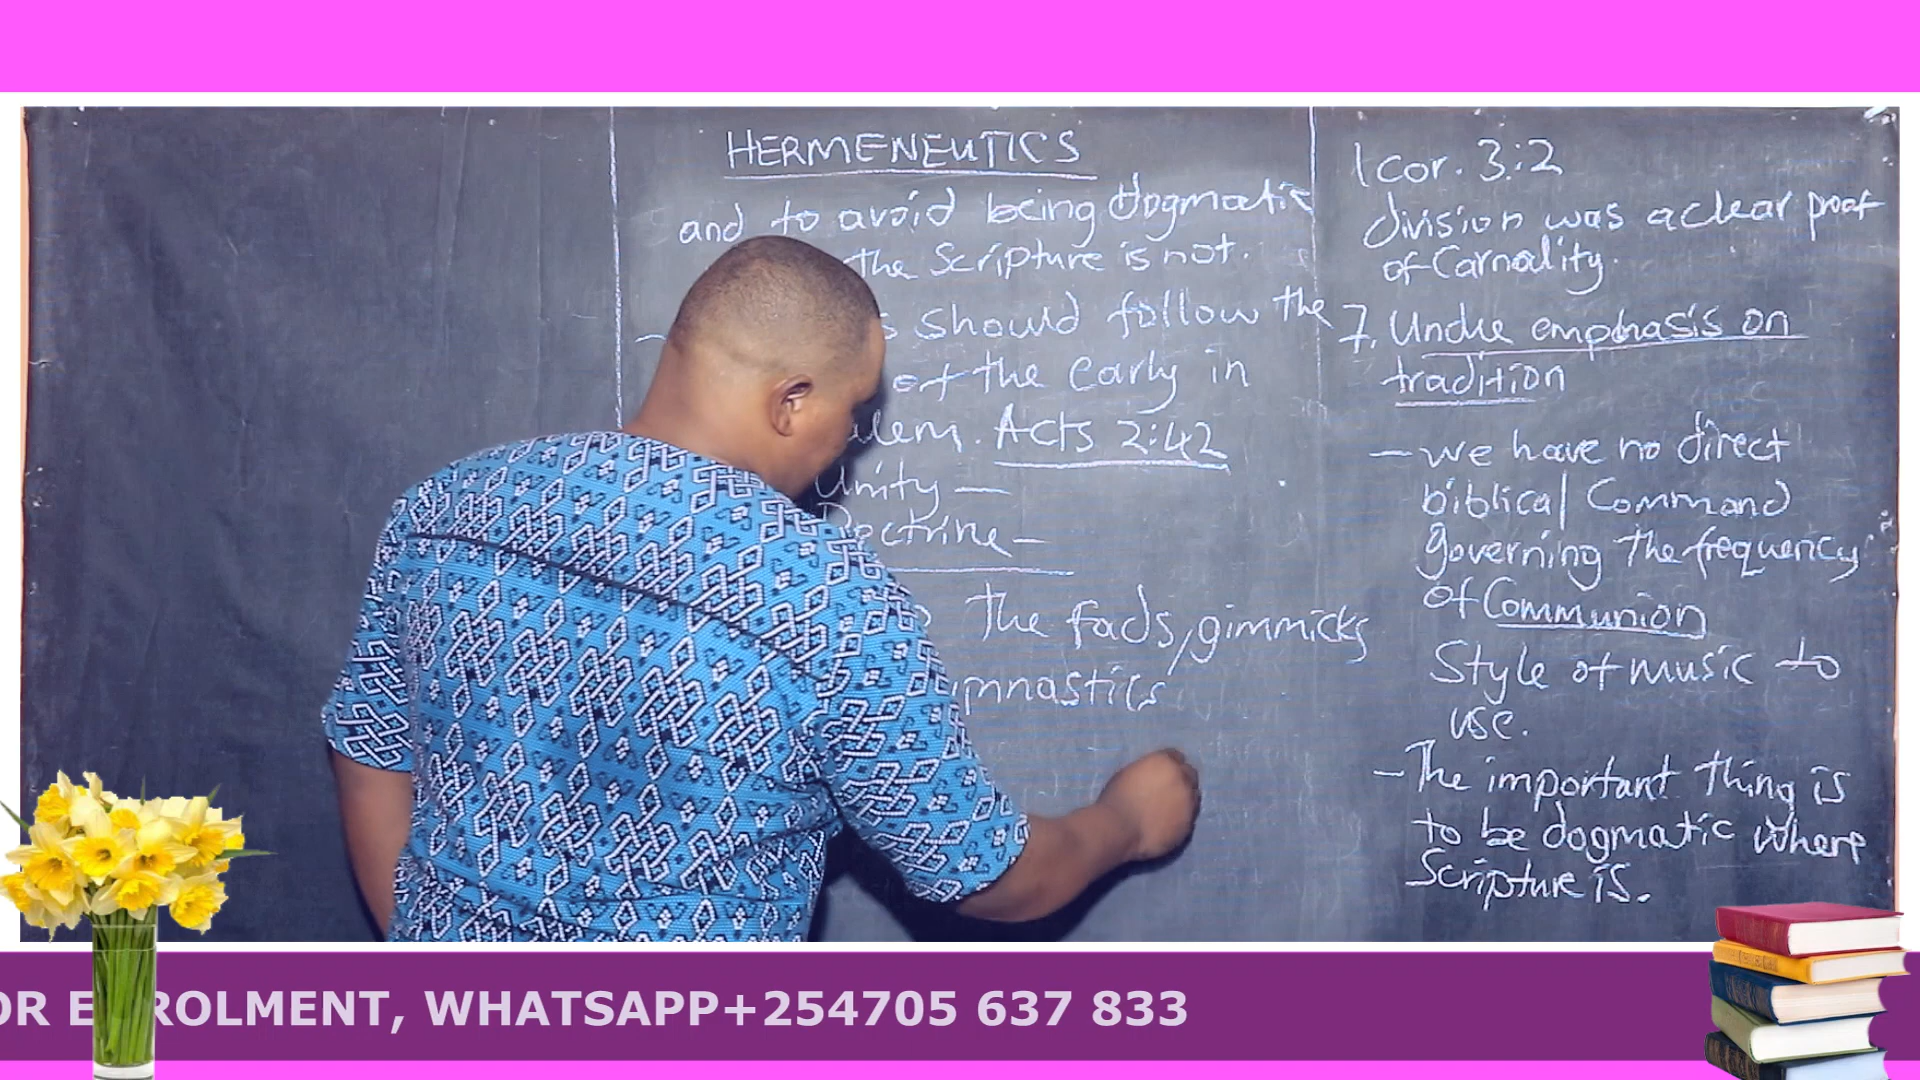 HERMENEUTICS
and to avoid being dogmatic
the Scripture is not.
should follow the
of the early in
Acts 2:42
Unity —
Doctrine —
The fads, gimmicks
1 cor. 3:2
division was a clear proof
of Carnality.
7. Undue emphasis on
tradition
— we have no direct
biblical Command
governing the frequency
of Communion
Style of music to
use.
— The important thing is
to be dogmatic where
Scripture is.
OR ENROLMENT, WHATSAPP+254705 637 833